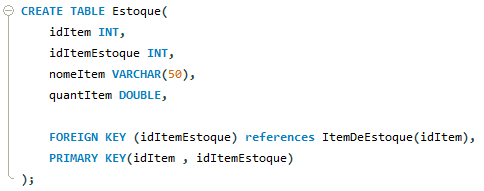 CREATE TABLE Estoque(
idItem INT,
idItemEstoque INT,
nomeItem VARCHAR(50),
quantItem DOUBLE,
FOREIGN KEY (idItemEstoque) references ItemDeEstoque(idItem),
PRIMARY KEY(idItem , idItemEstoque)
);